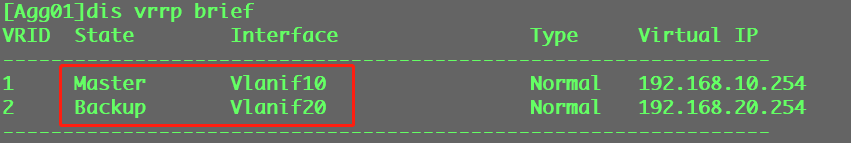 [Agg01]dis vrrp brief
VRID  State        Interface                Type     Virtual IP
----------------------------------------------------------------
1     Master       Vlanif10                 Normal   192.168.10.254
2     Backup       Vlanif20                 Normal   192.168.20.254
----------------------------------------------------------------